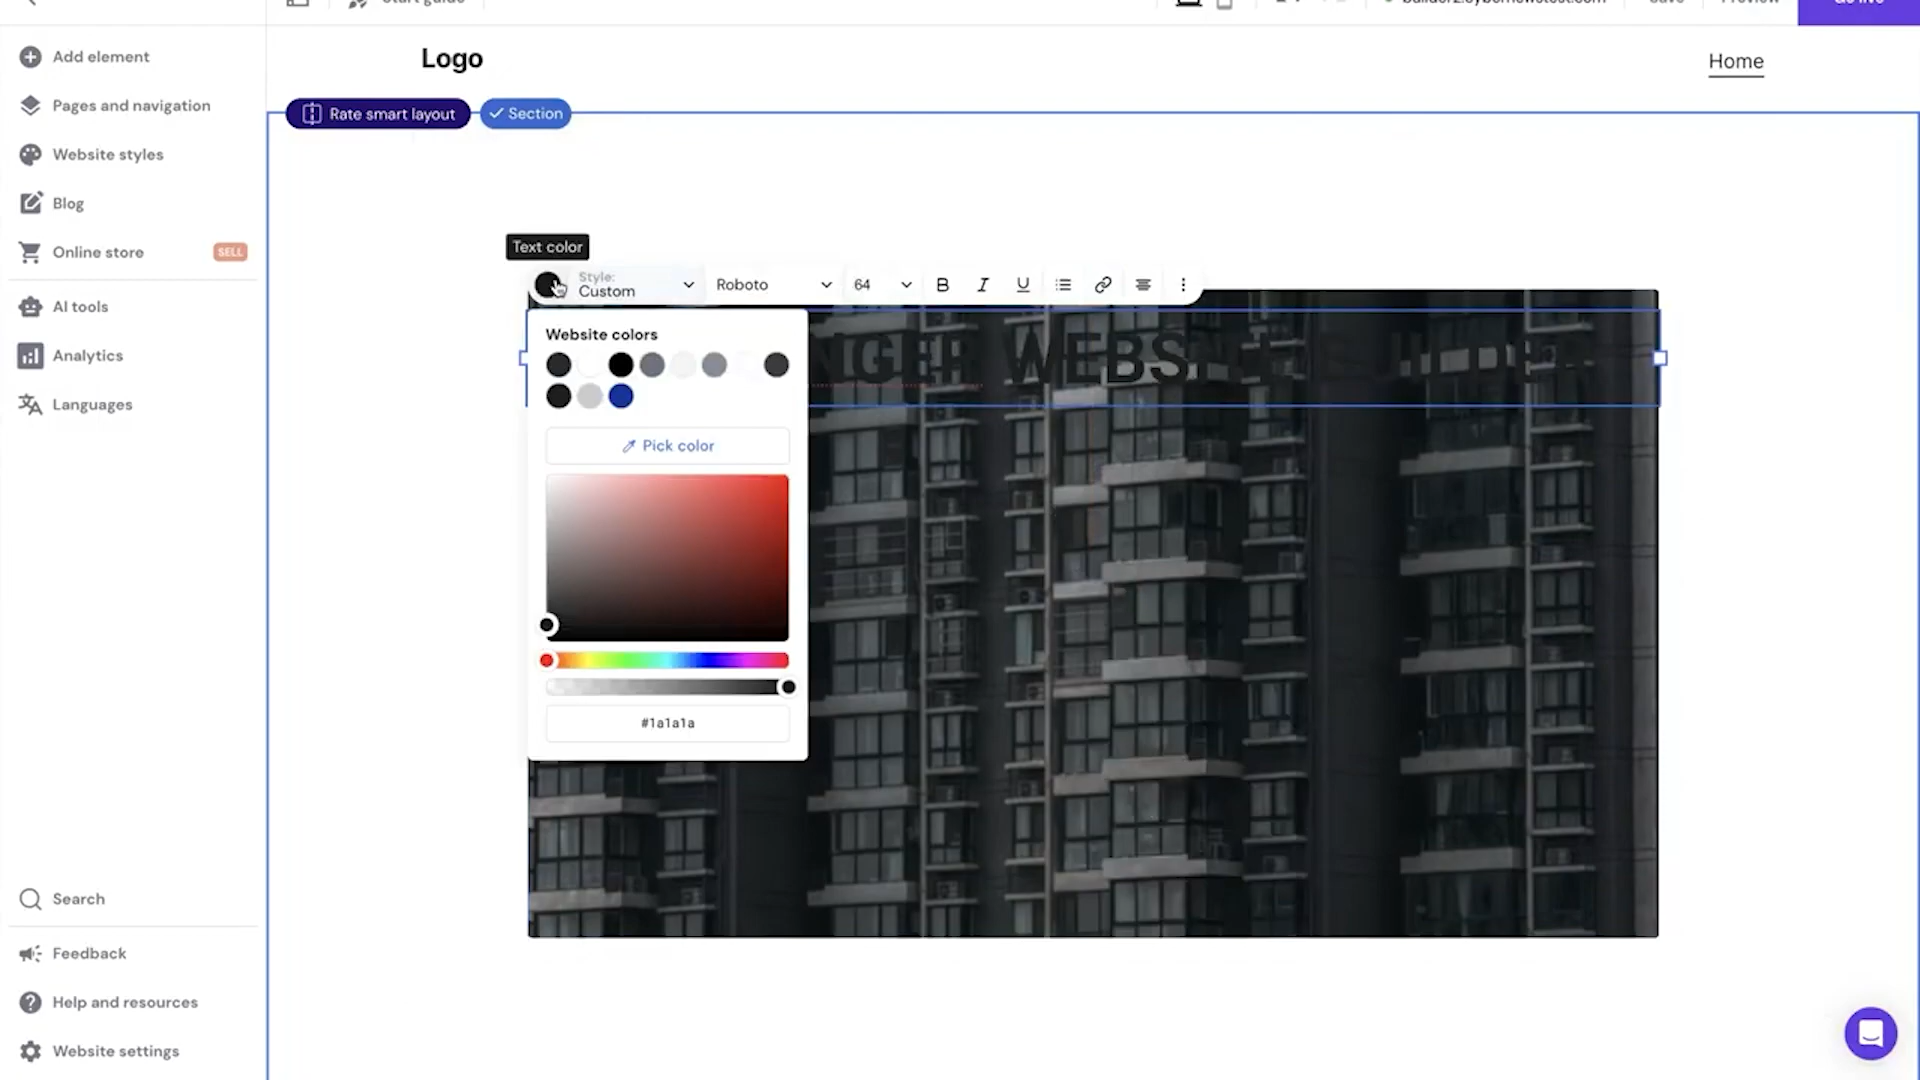 Add element
Pages and navigation
Website styles
Blog
Online store SELL
AI tools
Analytics
Languages
Search
Feedback
Help and resources
Website settings
Logo
Home
Rate smart layout
Section
Text color
Style:
Custom
Roboto
64
B I U
Website colors
Pick color
#1a1a1a